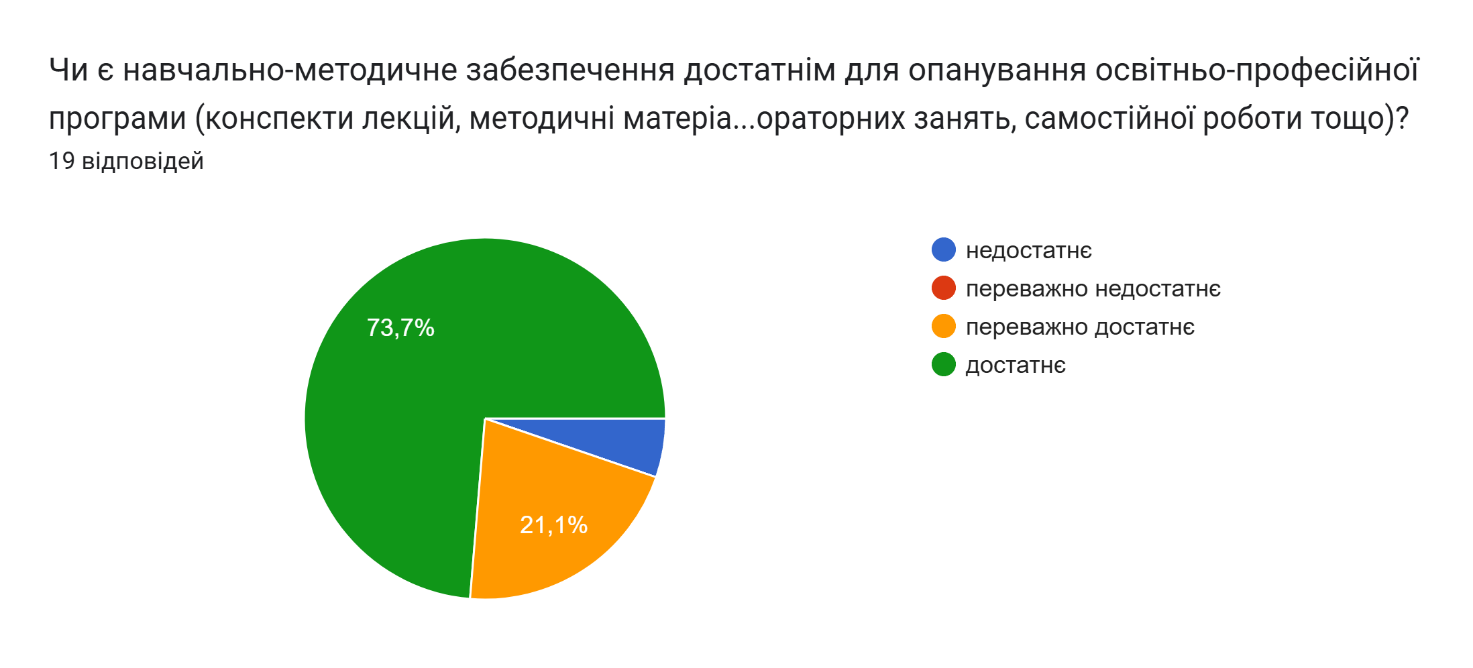 Чи є навчально-методичне забезпечення достатнім для опанування освітньо-професійної
програми (конспекти лекцій, методичні матеріа...ораторних занять, самостійної роботи тощо)?
19 відповідей
73,7%
21,1%
недостатнє
переважно недостатнє
переважно достатнє
достатнє